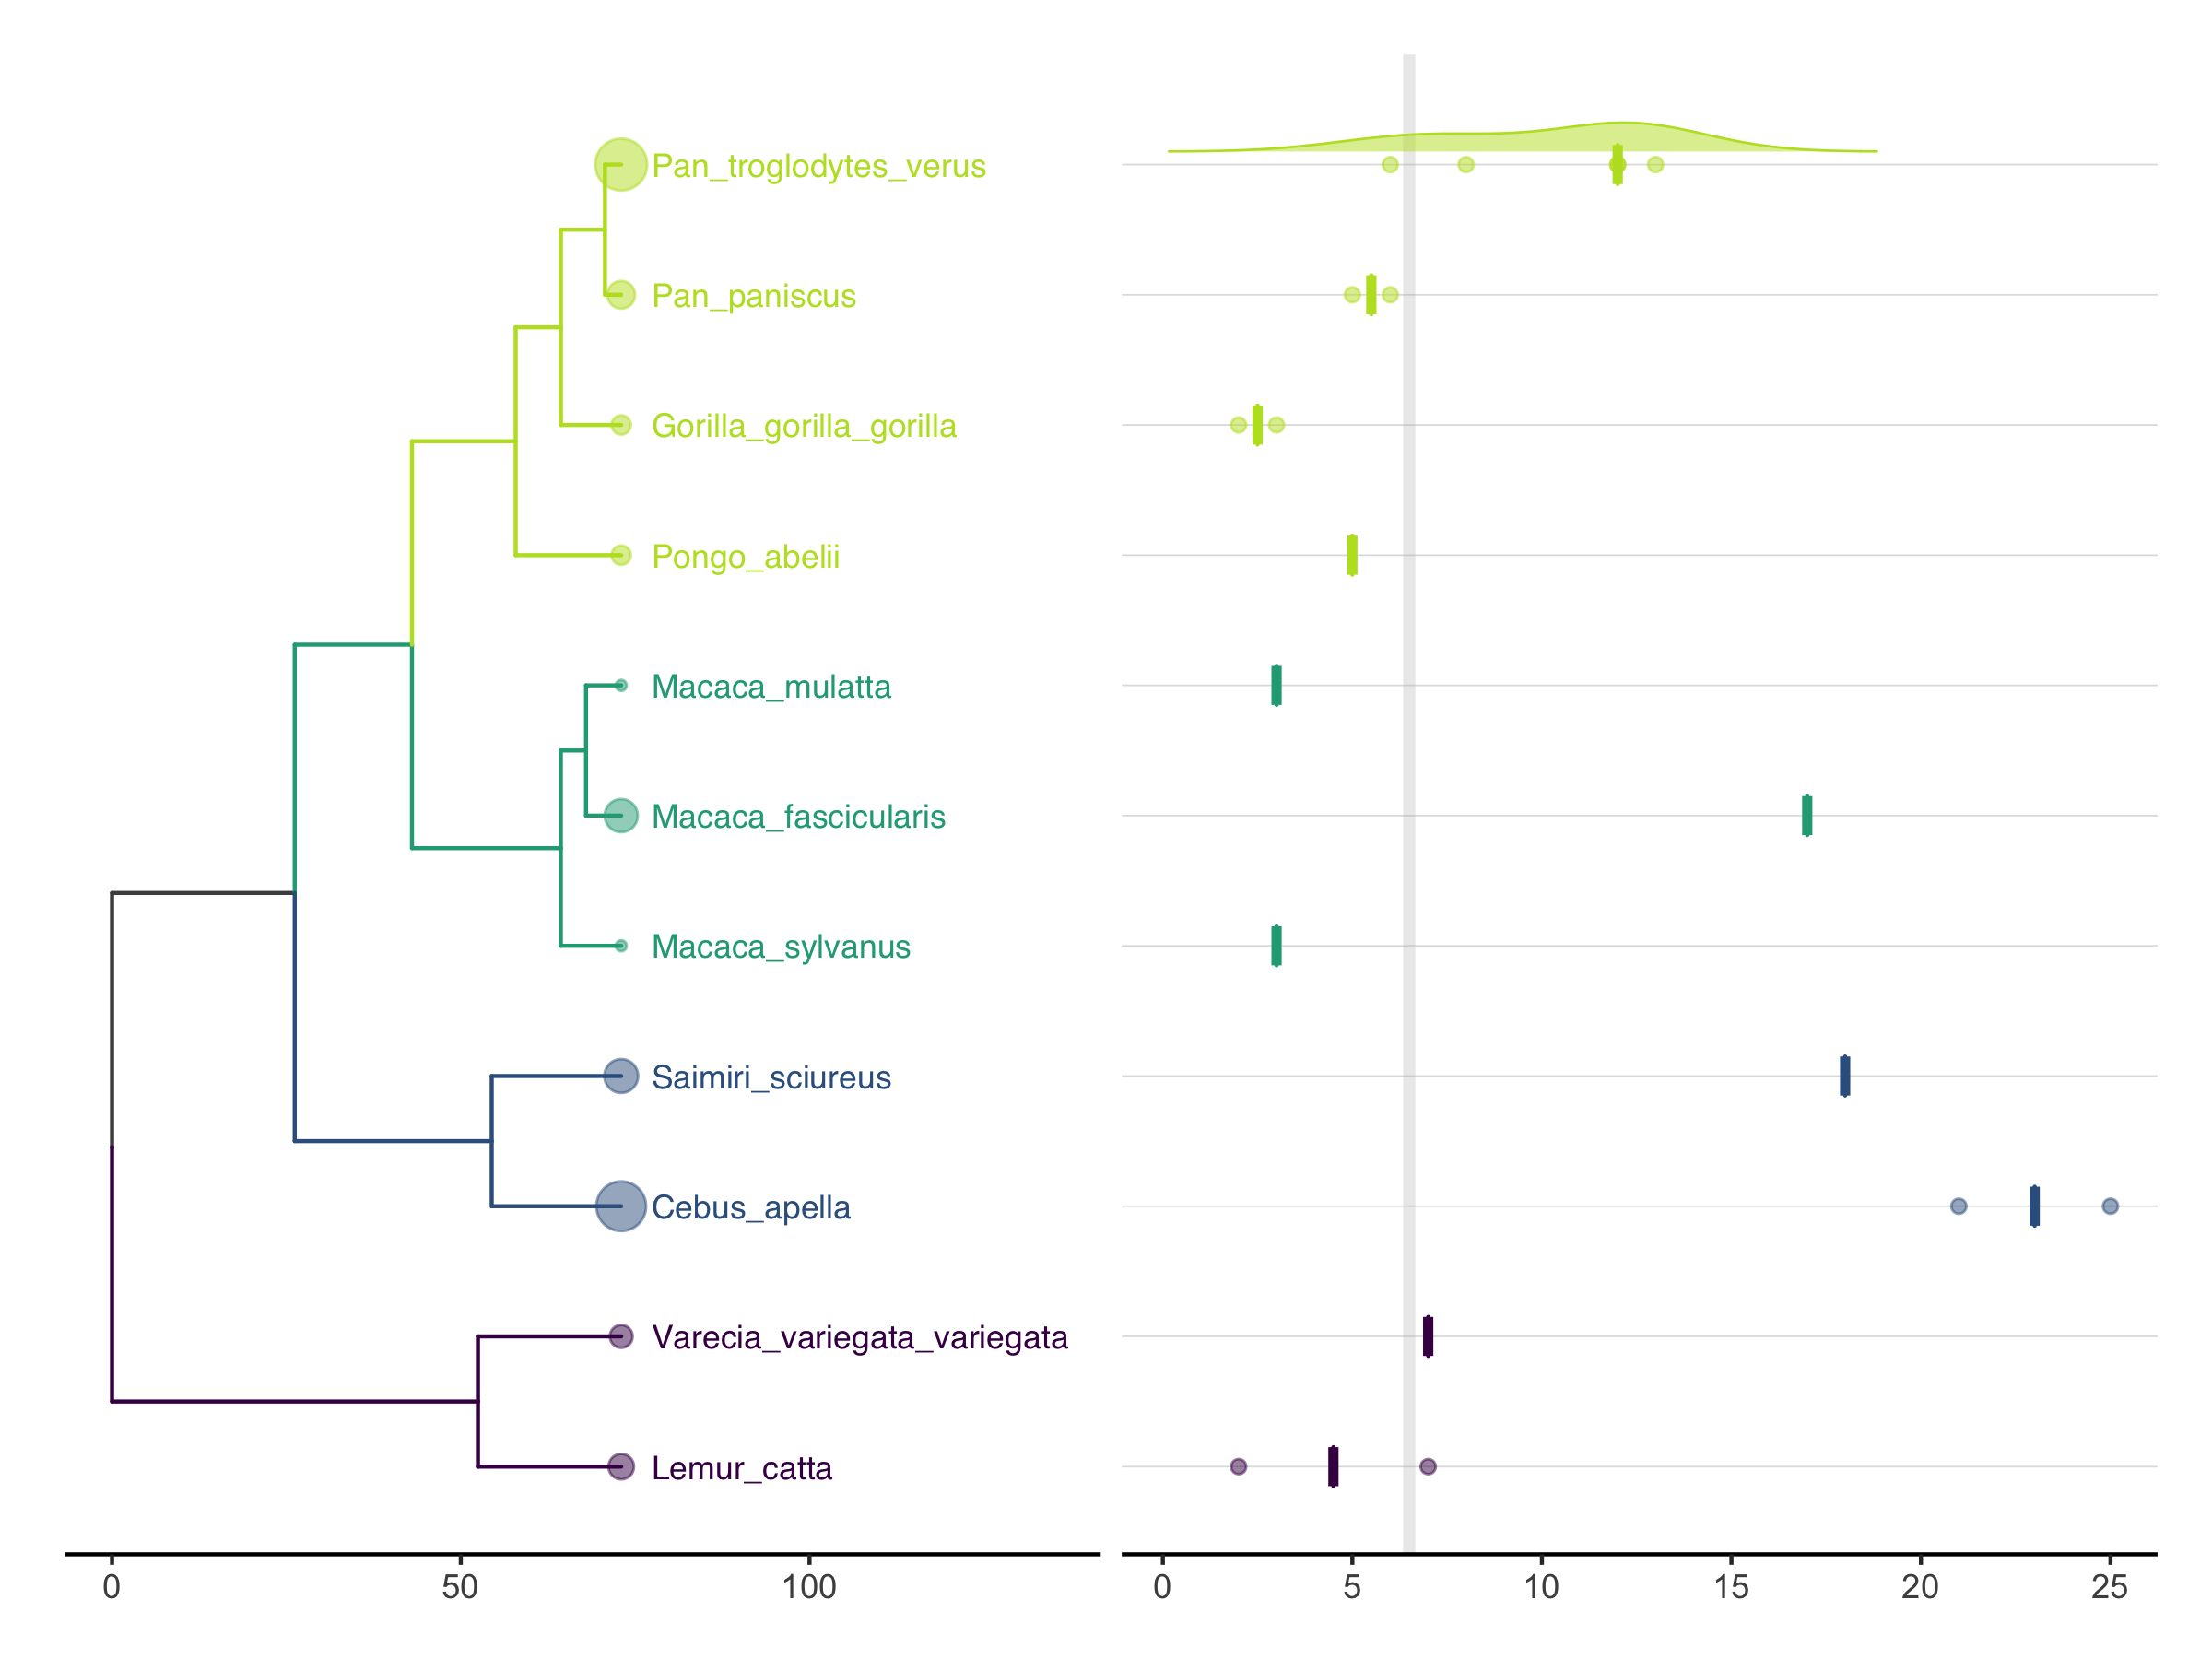 Pan_troglodytes_verus
Pan_paniscus
Gorilla_gorilla_gorilla
Pongo_abelii
Macaca_mulatta
Macaca_fascicularis
Macaca_sylvanus
Saimiri_sciureus
Cebus_apella
Varecia_variegata_variegata
Lemur_catta
0 50 100
0 5 10 15 20 25